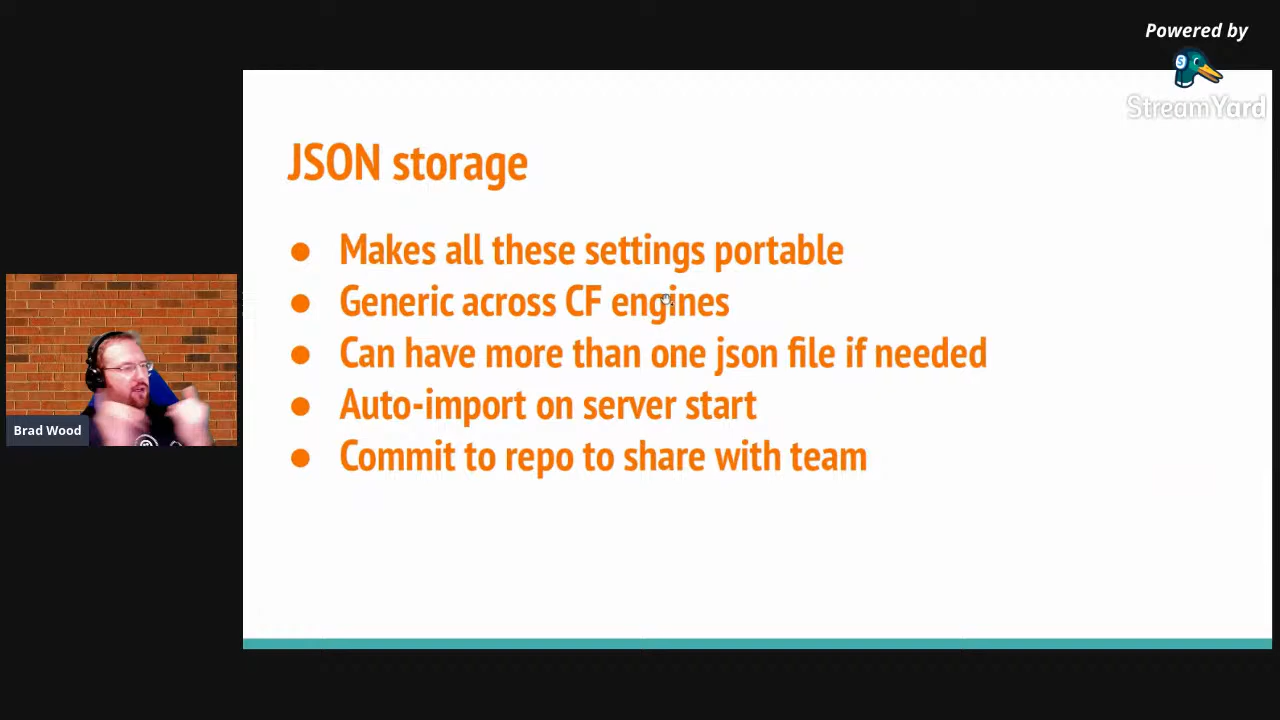 Powered by
StreamYard
JSON storage
● Makes all these settings portable
● Generic across CF engines
● Can have more than one json file if needed
● Auto-import on server start
● Commit to repo to share with team
Brad Wood